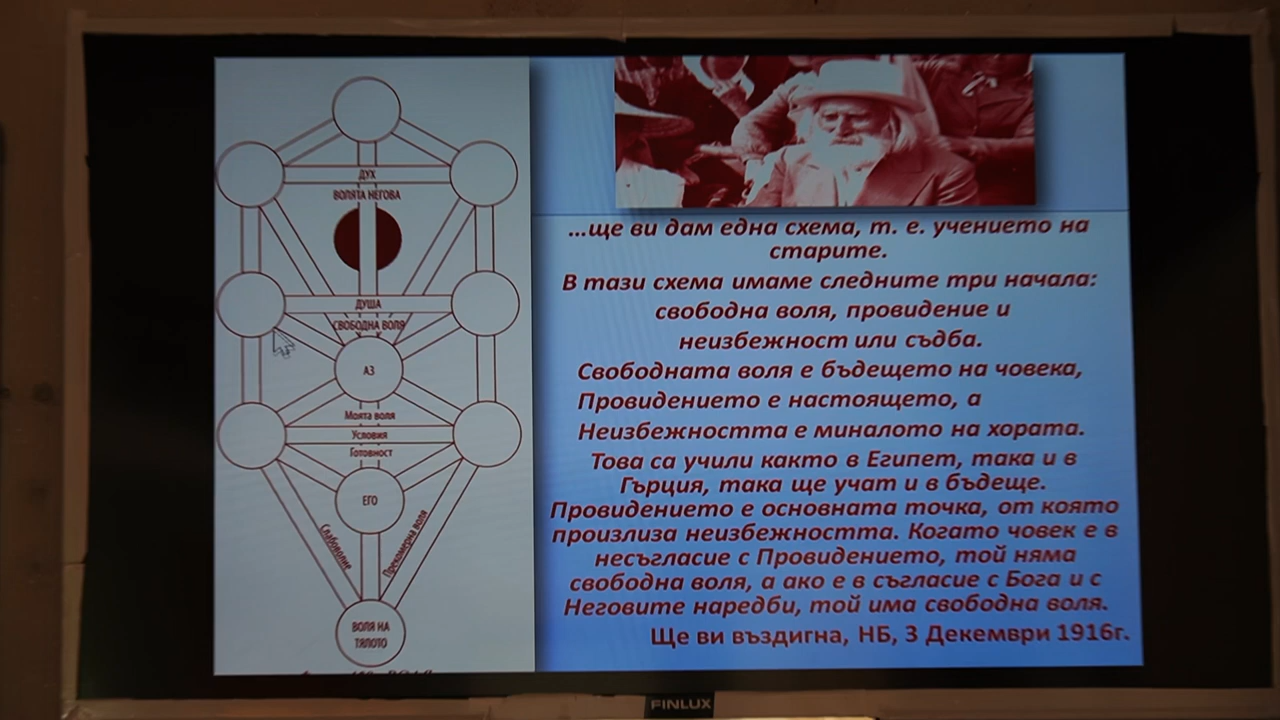 ДУХ
ВОЛЯТА НЕГОВА
ДУША
СВОБОДНА ВОЛЯ
АЗ
Моята воля
Условия
Готовност
ЕГО
Слабоволие
Прекомерна воля
ВОЛЯ НА
ТЯЛОТО
...ще ви дам една схема, т. е. учението на
старите.
В тази схема имаме следните три начала:
свободна воля, провидение и
неизбежност или съдба.
Свободната воля е бъдещето на човека,
Провидението е настоящето, а
Неизбежността е миналото на хората.
Това са учили както в Египет, така и в
Гърция, така ще учат и в бъдеще.
Провидението е основната точка, от която
произлиза неизбежността. Когато човек е в
несъгласие с Провидението, той няма
свободна воля, а ако е в съгласие с Бога и с
Неговите наредби, той има свободна воля.
Ще ви въздигна, НБ, 3 Декември 1916г.
FINLUX